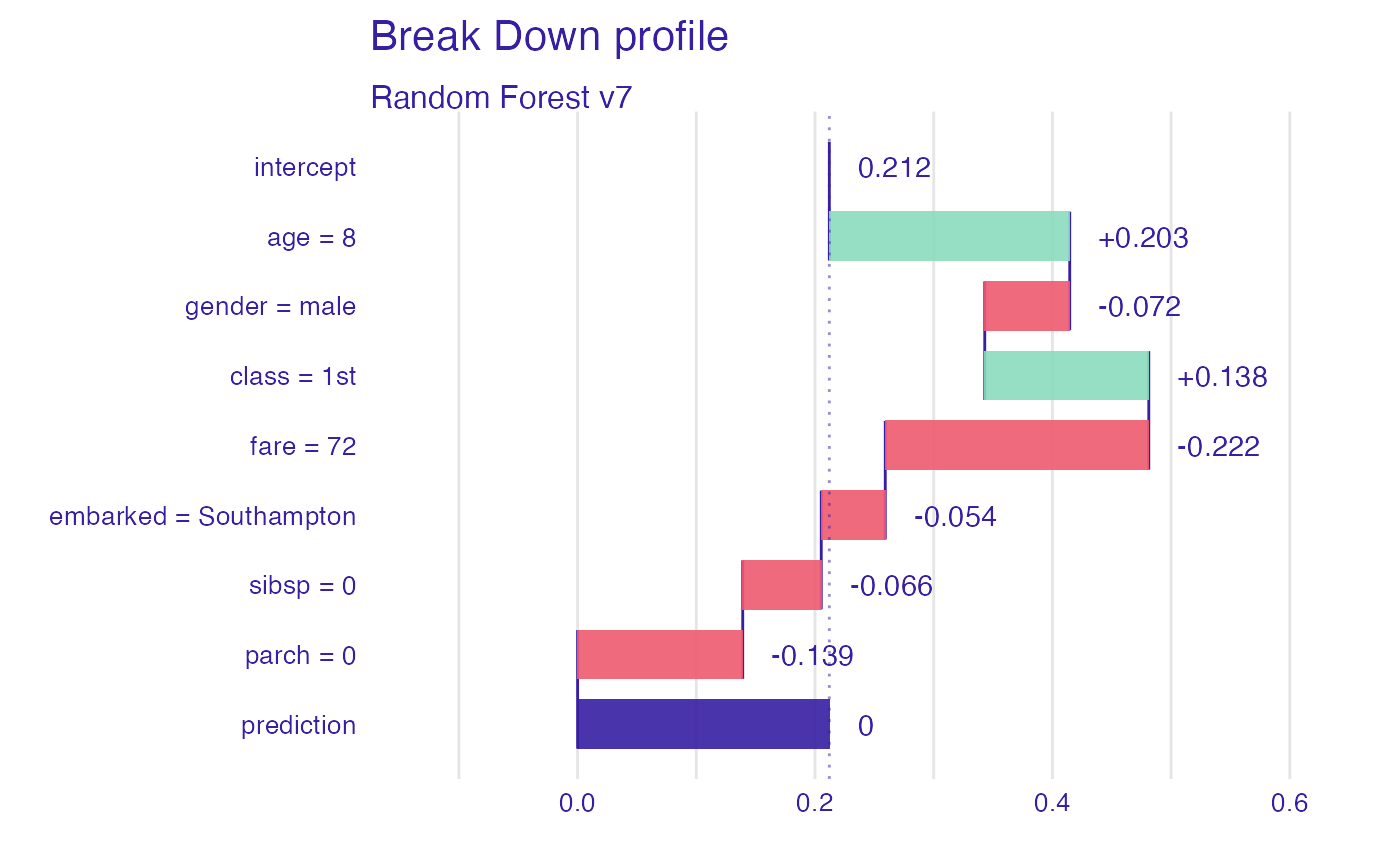 Break Down profile
Random Forest v7
intercept 0.212
age = 8 +0.203
gender = male -0.072
class = 1st +0.138
fare = 72 -0.222
embarked = Southampton -0.054
sibsp = 0 -0.066
parch = 0 -0.139
prediction 0
0.0 0.2 0.4 0.6